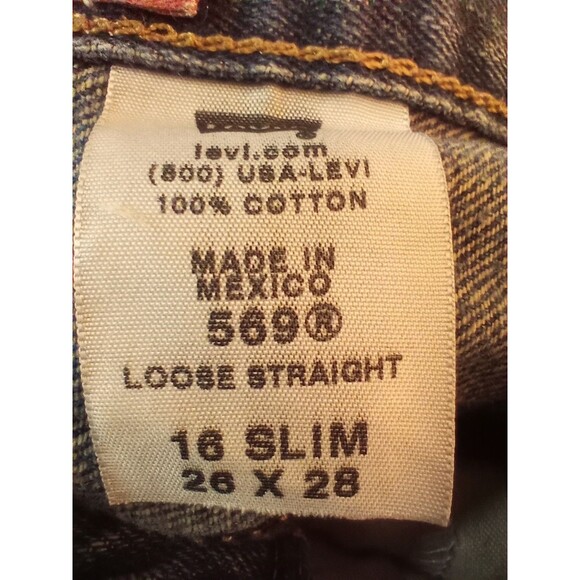 levi.com
(800) USA-LEVI
100% COTTON
MADE IN
MEXICO
569®
LOOSE STRAIGHT
16 SLIM
26 X 28